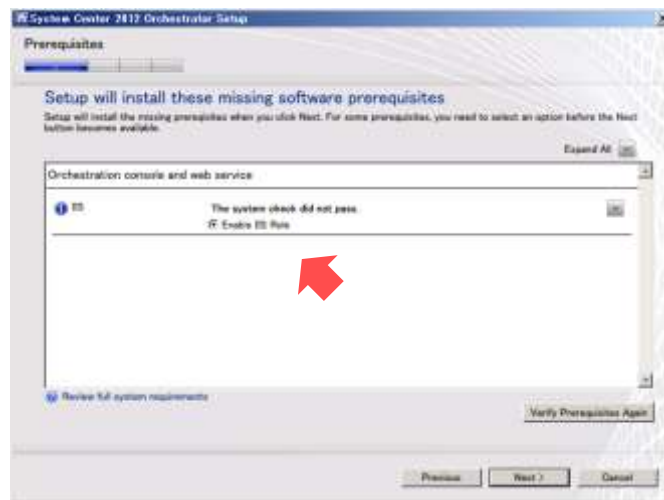 System Center 2012 Orchestrator Setup
Prerequisites
Setup will install these missing software prerequisites
Setup will install the missing prerequisites when you click Next. For some prerequisites, you need to select an option before the Next
button becomes available.
Expand All
Orchestration console and web service
IIS The system check did not pass.
Enable IIS Role
Review full system requirements
Verify Prerequisites Again
Previous Next > Cancel